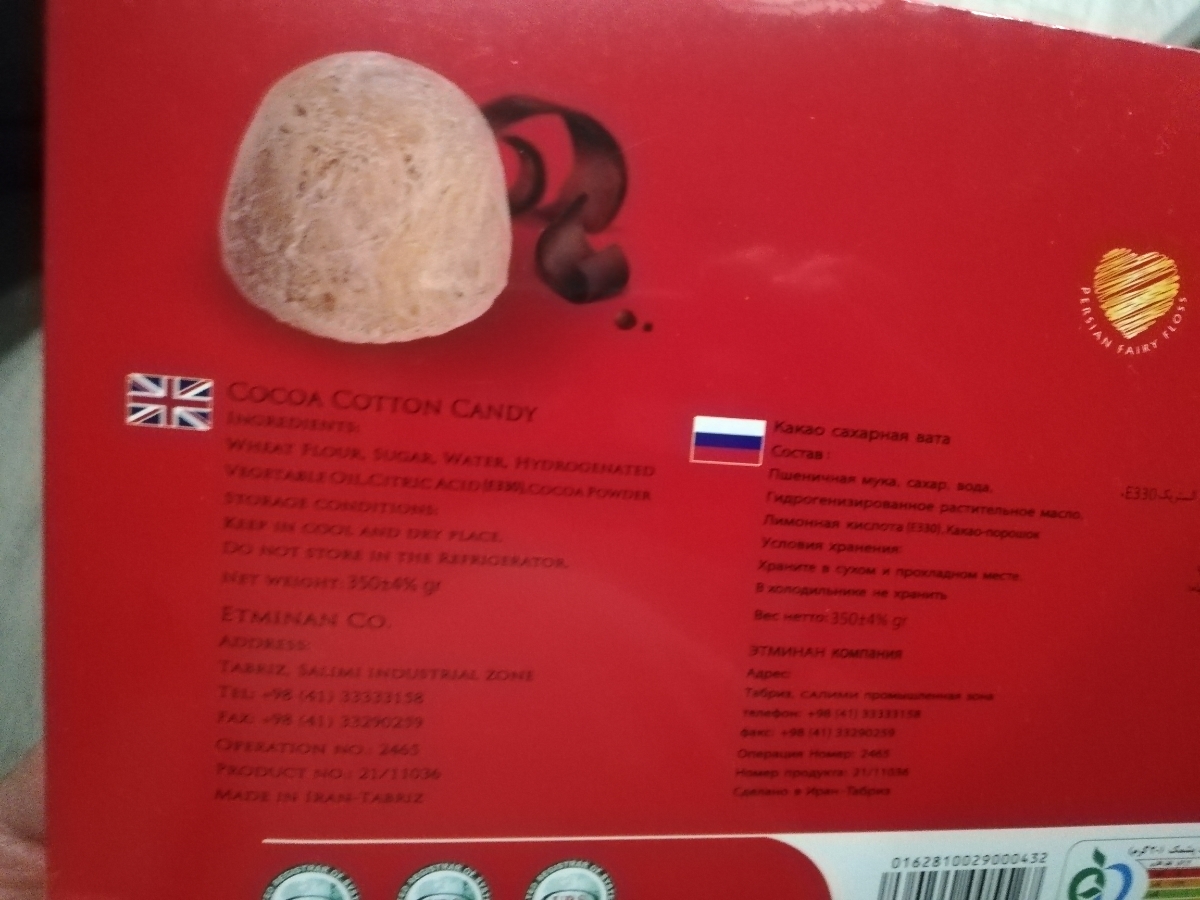 COCOA COTTON CANDY
INGREDIENTS:
WHEAT FLOUR, SUGAR, WATER, HYDROGENATED
VEGETABLE OIL, CITRIC ACID (E330), COCOA POWDER
STORAGE CONDITIONS:
KEEP IN COOL AND DRY PLACE.
DO NOT STORE IN THE REFRIGERATOR.
NET WEIGHT: 350±4% gr
ETMINAN CO.
ADDRESS:
TABRIZ, SALIMI INDUSTRIAL ZONE
TEL: +98 (41) 33333158
FAX: +98 (41) 33290259
OPERATION NO.: 2465
PRODUCT NO.: 21/11036
MADE IN IRAN-TABRIZ
Какао сахарная вата
Состав:
Пшеничная мука, сахар, вода,
Гидрогенизированное растительное масло,
Лимонная кислота (E330), Какао-порошок
Условия хранения:
Храните в сухом и прохладном месте.
В холодильнике не хранить
Вес нетто: 350±4% gr
ЭТМИНАН компания
Адрес:
Табриз, САЛИМИ промышленная зона
телефон: +98 (41) 33333158
факс: +98 (41) 33290259
Операция Номер: 2465
Номер продукта: 21/11036
Сделано в Иран-Табриз
PERSIAN FAIRY FLOSS
E330
0162810029000432